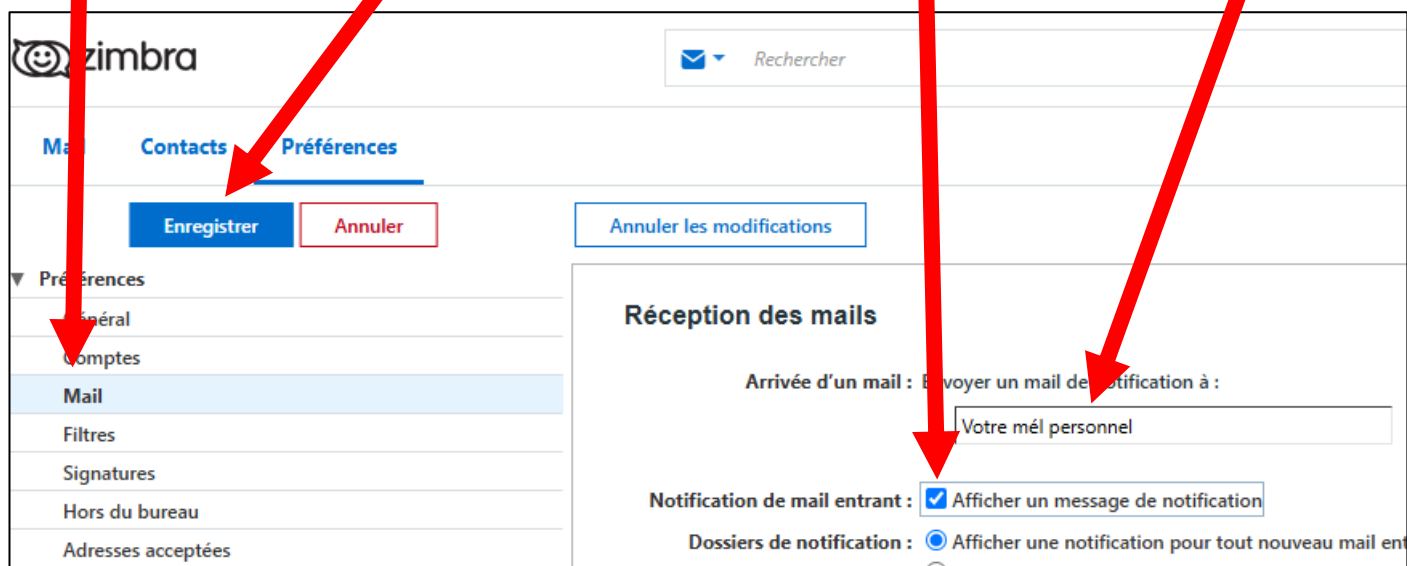 zimbra
Rechercher
Contacts
Préférences
Enregistrer
Annuler
Annuler les modifications
Préférences
Général
Comptes
Mail
Filtres
Signatures
Hors du bureau
Adresses acceptées
Réception des mails
Arrivée d'un mail : Envoyer un mail de notification à :
Votre mél personnel
Notification de mail entrant : Afficher un message de notification
Dossiers de notification : Afficher une notification pour tout nouveau mail ent